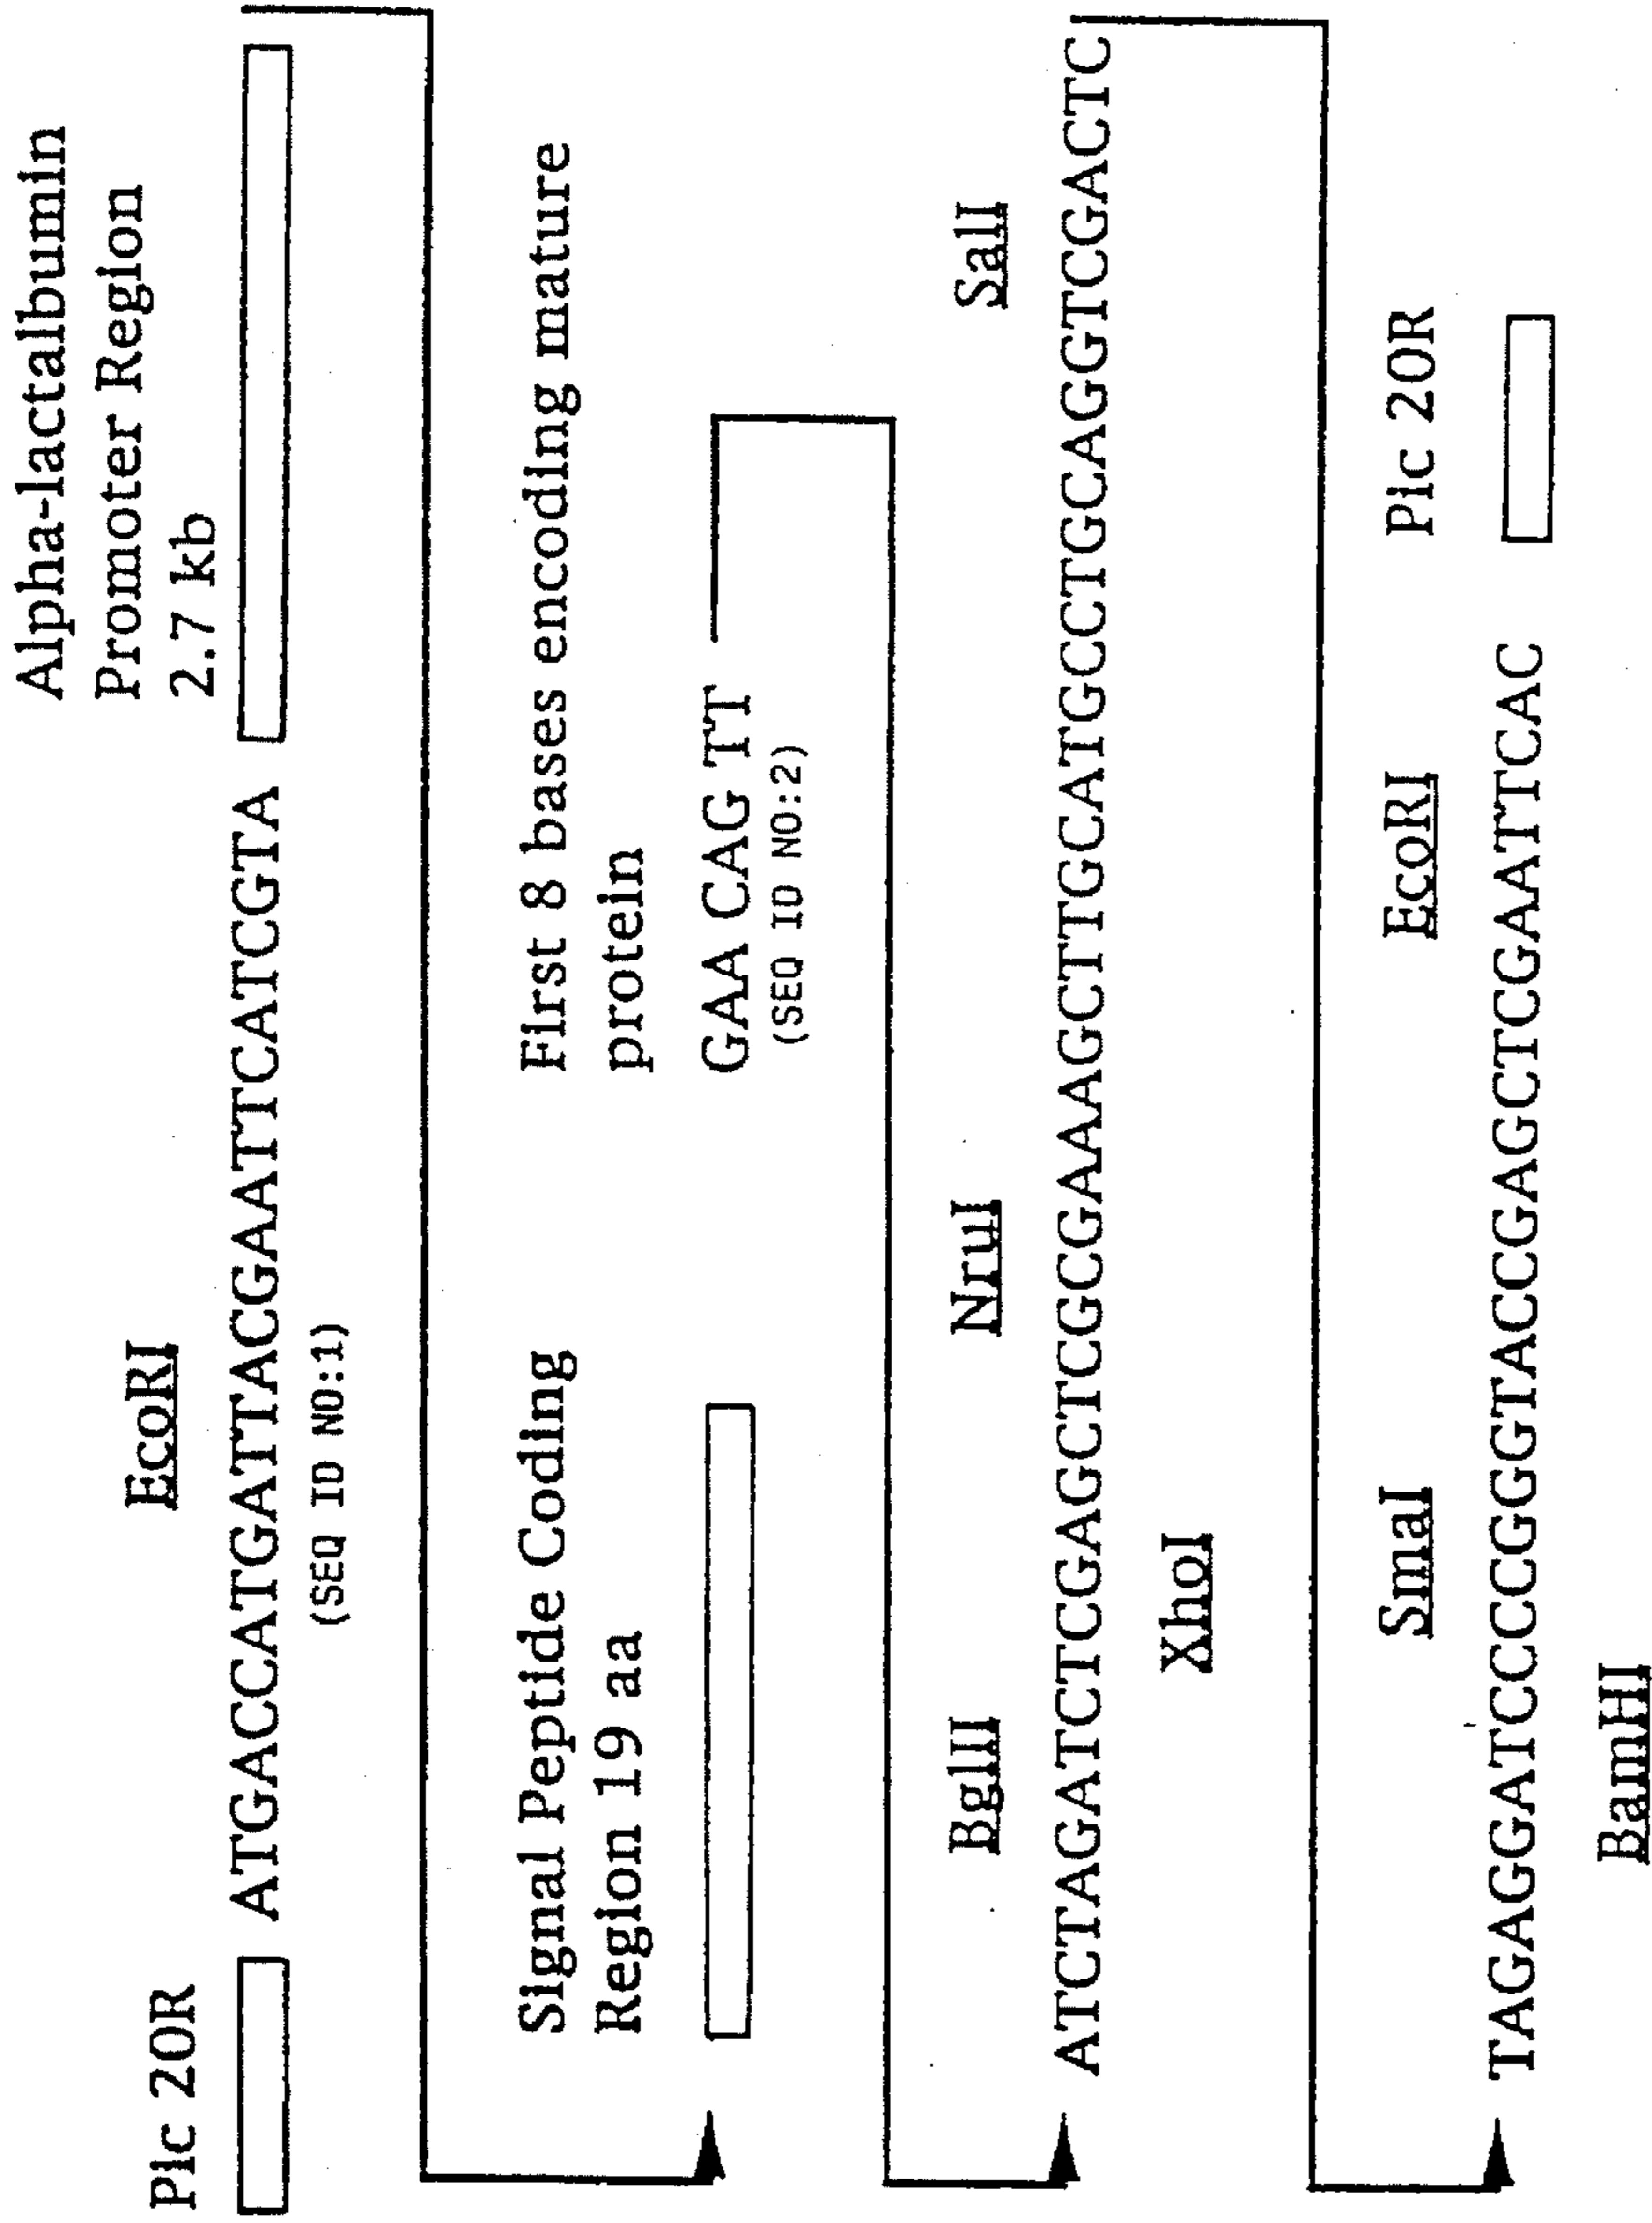 Alpha-lactalbumin
Promoter Region
2.7 kb
Pic 20R
EcoRI
ATGACCATGATTACGAATTCATCGTA
(SEQ ID NO:1)
Signal Peptide Coding
Region 19 aa
First 8 bases encoding mature
protein
GAA CAG TT
(SEQ ID NO:2)
BglII
NruI
SalI
ATCTAGATCTCGAGCTCGCGAAAGCTTGCATGCCTGCAGGTCGACTC
XhoI
SmaI
EcoRI
Pic 20R
TAGAGGATCCCCGGGTACCGAGCTCGAATTCAC
BamHI